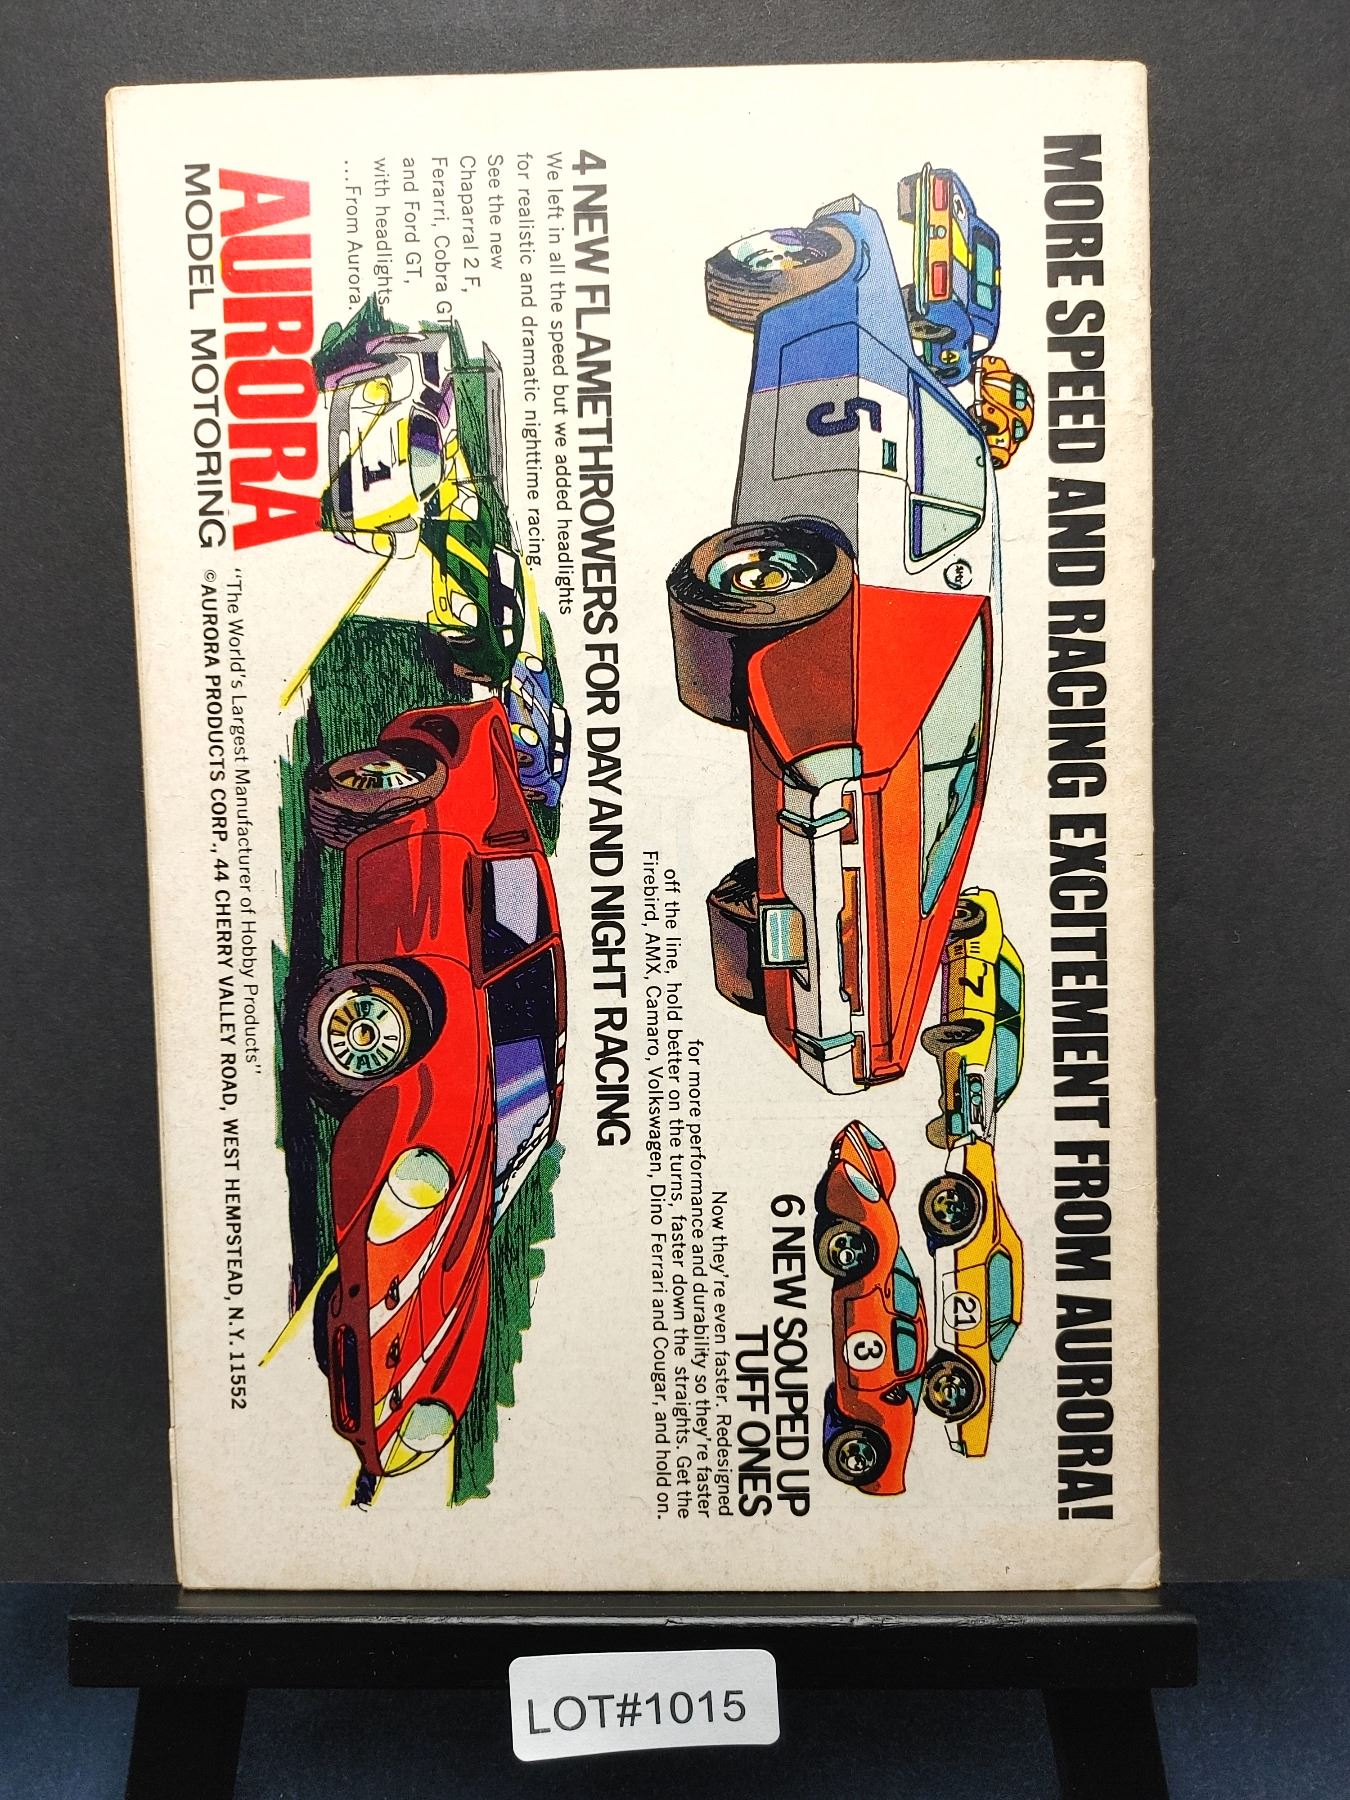 MORE SPEED AND RACING EXCITEMENT FROM AURORA!
5
7
21
3
6 NEW SOUPED UP
TUFF ONES
Now they're even faster. Redesigned
for more performance and durability so they're faster
off the line, hold better on the turns, faster down the straights. Get the
Firebird, AMX, Camaro, Volkswagen, Dino Ferrari and Cougar, and hold on.
4 NEW FLAMETHROWERS FOR DAY AND NIGHT RACING
We left in all the speed but we added headlights
for realistic and dramatic nighttime racing.
See the new
Chaparral 2 F,
Ferarri, Cobra GT
and Ford GT,
with headlights
...From Aurora.
1
AURORA
MODEL MOTORING
"The World's Largest Manufacturer of Hobby Products"
©AURORA PRODUCTS CORP., 44 CHERRY VALLEY ROAD, WEST HEMPSTEAD, N.Y. 11552
LOT#1015